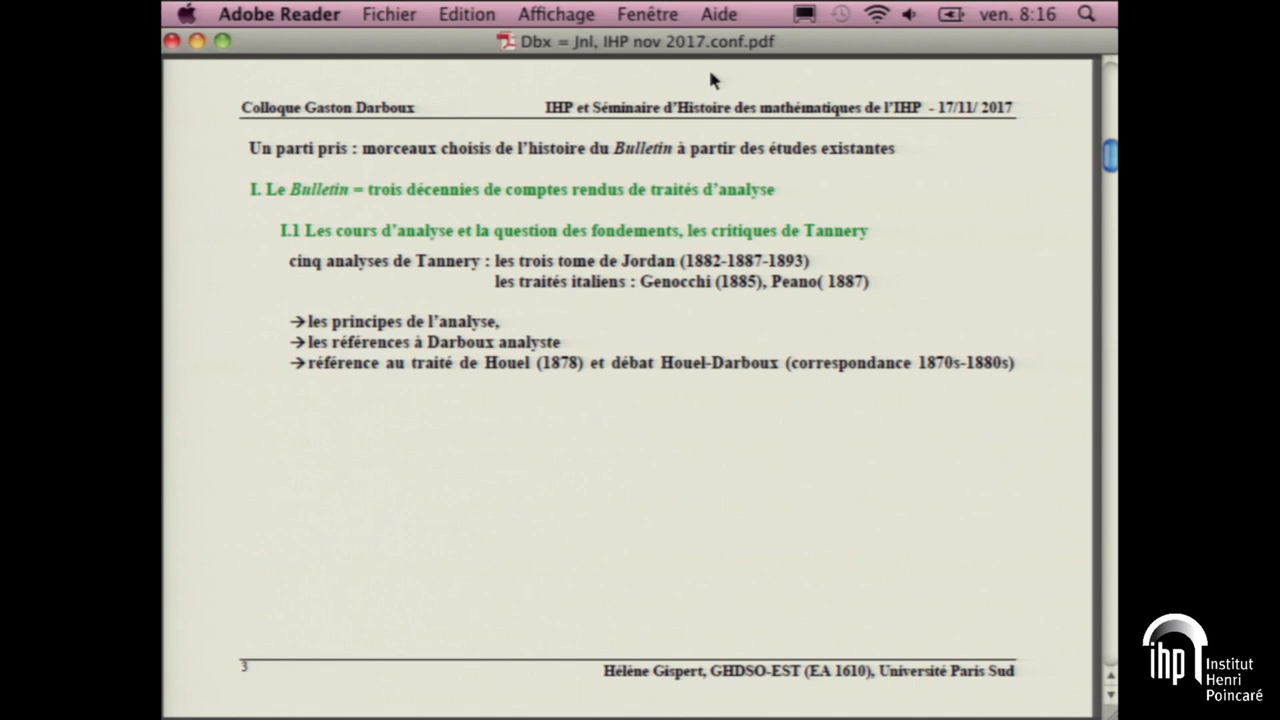 Adobe Reader Fichier Edition Affichage Fenêtre Aide ven. 8:16
Dbx = Jnl, IHP nov 2017.conf.pdf
Colloque Gaston Darboux IHP et Séminaire d'Histoire des mathématiques de l'IHP - 17/11/ 2017
Un parti pris : morceaux choisis de l'histoire du Bulletin à partir des études existantes
I. Le Bulletin = trois décennies de comptes rendus de traités d'analyse
I.1 Les cours d'analyse et la question des fondements, les critiques de Tannery
cinq analyses de Tannery : les trois tome de Jordan (1882-1887-1893)
les traités italiens : Genocchi (1885), Peano( 1887)
→les principes de l'analyse,
→les références à Darboux analyste
→référence au traité de Houel (1878) et débat Houel-Darboux (correspondance 1870s-1880s)
3
Hélène Gispert, GHDSO-EST (EA 1610), Université Paris Sud
ihp Institut
Henri
Poincaré